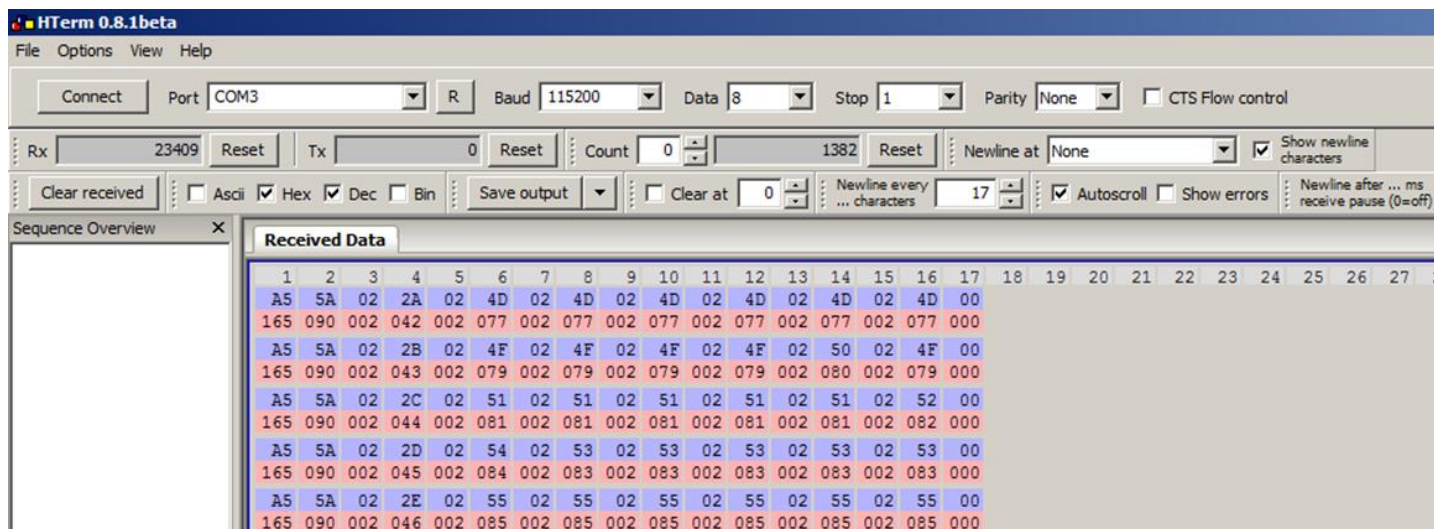 HTerm 0.8.1beta
File Options View Help
Connect Port COM3 R Baud 115200 Data 8 Stop 1 Parity None CTS Flow control
Rx 23409 Reset Tx 0 Reset Count 0 1382 Reset Newline at None Show newline characters
Clear received Ascii Hex Dec Bin Save output Clear at 0 Newline every ... characters 17 Autoscroll Show errors Newline after ... ms receive pause (0=off)
Sequence Overview X Received Data
1 2 3 4 5 6 7 8 9 10 11 12 13 14 15 16 17 18 19 20 21 22 23 24 25 26 27
A5 5A 02 2A 02 4D 02 4D 02 4D 02 4D 02 4D 02 4D 00
165 090 002 042 002 077 002 077 002 077 002 077 002 077 002 077 000
A5 5A 02 2B 02 4F 02 4F 02 4F 02 4F 02 50 02 4F 00
165 090 002 043 002 079 002 079 002 079 002 079 002 080 002 079 000
A5 5A 02 2C 02 51 02 51 02 51 02 51 02 51 02 52 00
165 090 002 044 002 081 002 081 002 081 002 081 002 081 002 082 000
A5 5A 02 2D 02 54 02 53 02 53 02 53 02 53 02 53 00
165 090 002 045 002 084 002 083 002 083 002 083 002 083 002 083 000
A5 5A 02 2E 02 55 02 55 02 55 02 55 02 55 02 55 00
165 090 002 046 002 085 002 085 002 085 002 085 002 085 002 085 000